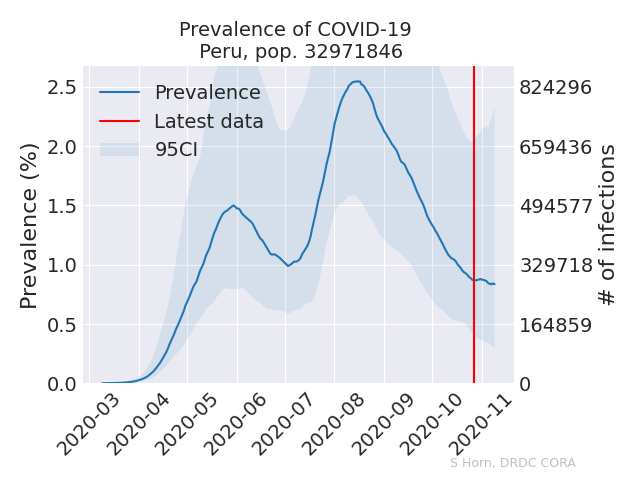 Prevalence of COVID-19
Peru, pop. 32971846
Prevalence
Latest data
95CI
Prevalence (%)
2.5
2.0
1.5
1.0
0.5
0.0
824296
659436
494577
329718
164859
0
# of infections
2020-03
2020-04
2020-05
2020-06
2020-07
2020-08
2020-09
2020-10
2020-11
S Horn, DRDC CORA